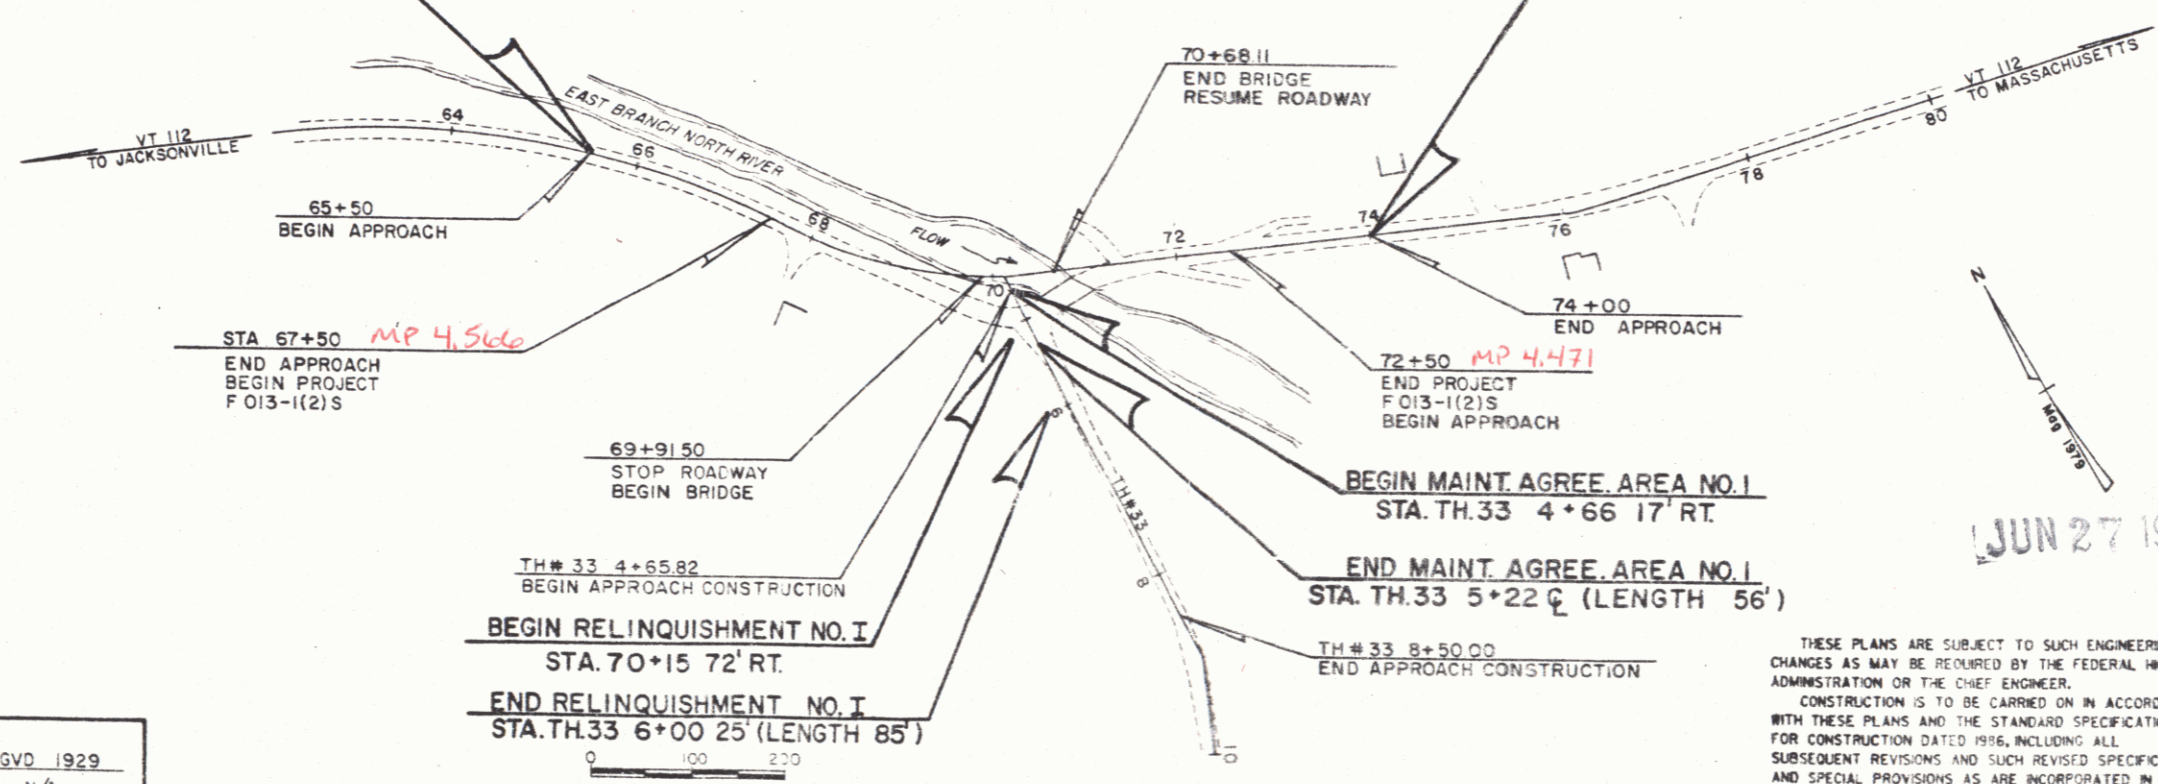 70+68.11
END BRIDGE
RESUME ROADWAY
VT 112
TO MASSACHUSETTS
EAST BRANCH NORTH RIVER
VT 112
TO JACKSONVILLE
64
66
68
70
72
74
76
78
80
FLOW
65+50
BEGIN APPROACH
N
Mag 1979
74+00
END APPROACH
STA 67+50 MP 4.566
END APPROACH
BEGIN PROJECT
F 013-1(2)S
72+50 MP 4.471
END PROJECT
F 013-1(2)S
BEGIN APPROACH
69+91.50
STOP ROADWAY
BEGIN BRIDGE
6
TH#33
8
10
BEGIN MAINT. AGREE. AREA NO. 1
STA. TH.33 4+66 17' RT.
JUN 27 19
TH# 33 4+65.82
BEGIN APPROACH CONSTRUCTION
END MAINT. AGREE. AREA NO. 1
STA. TH.33 5+22 ℄ (LENGTH 56')
BEGIN RELINQUISHMENT NO. I
STA. 70+15 72' RT.
TH # 33 8+50.00
END APPROACH CONSTRUCTION
END RELINQUISHMENT NO. I
STA. TH.33 6+00 25' (LENGTH 85')
0 100 200
GVD 1929
THESE PLANS ARE SUBJECT TO SUCH ENGINEERI
CHANGES AS MAY BE REQUIRED BY THE FEDERAL H
ADMINISTRATION OR THE CHIEF ENGINEER.
CONSTRUCTION IS TO BE CARRIED ON IN ACCORD
WITH THESE PLANS AND THE STANDARD SPECIFICATI
FOR CONSTRUCTION DATED 1986, INCLUDING ALL
SUBSEQUENT REVISIONS AND SUCH REVISED SPECIFIC
AND SPECIAL PROVISIONS AS ARE INCORPORATED IN